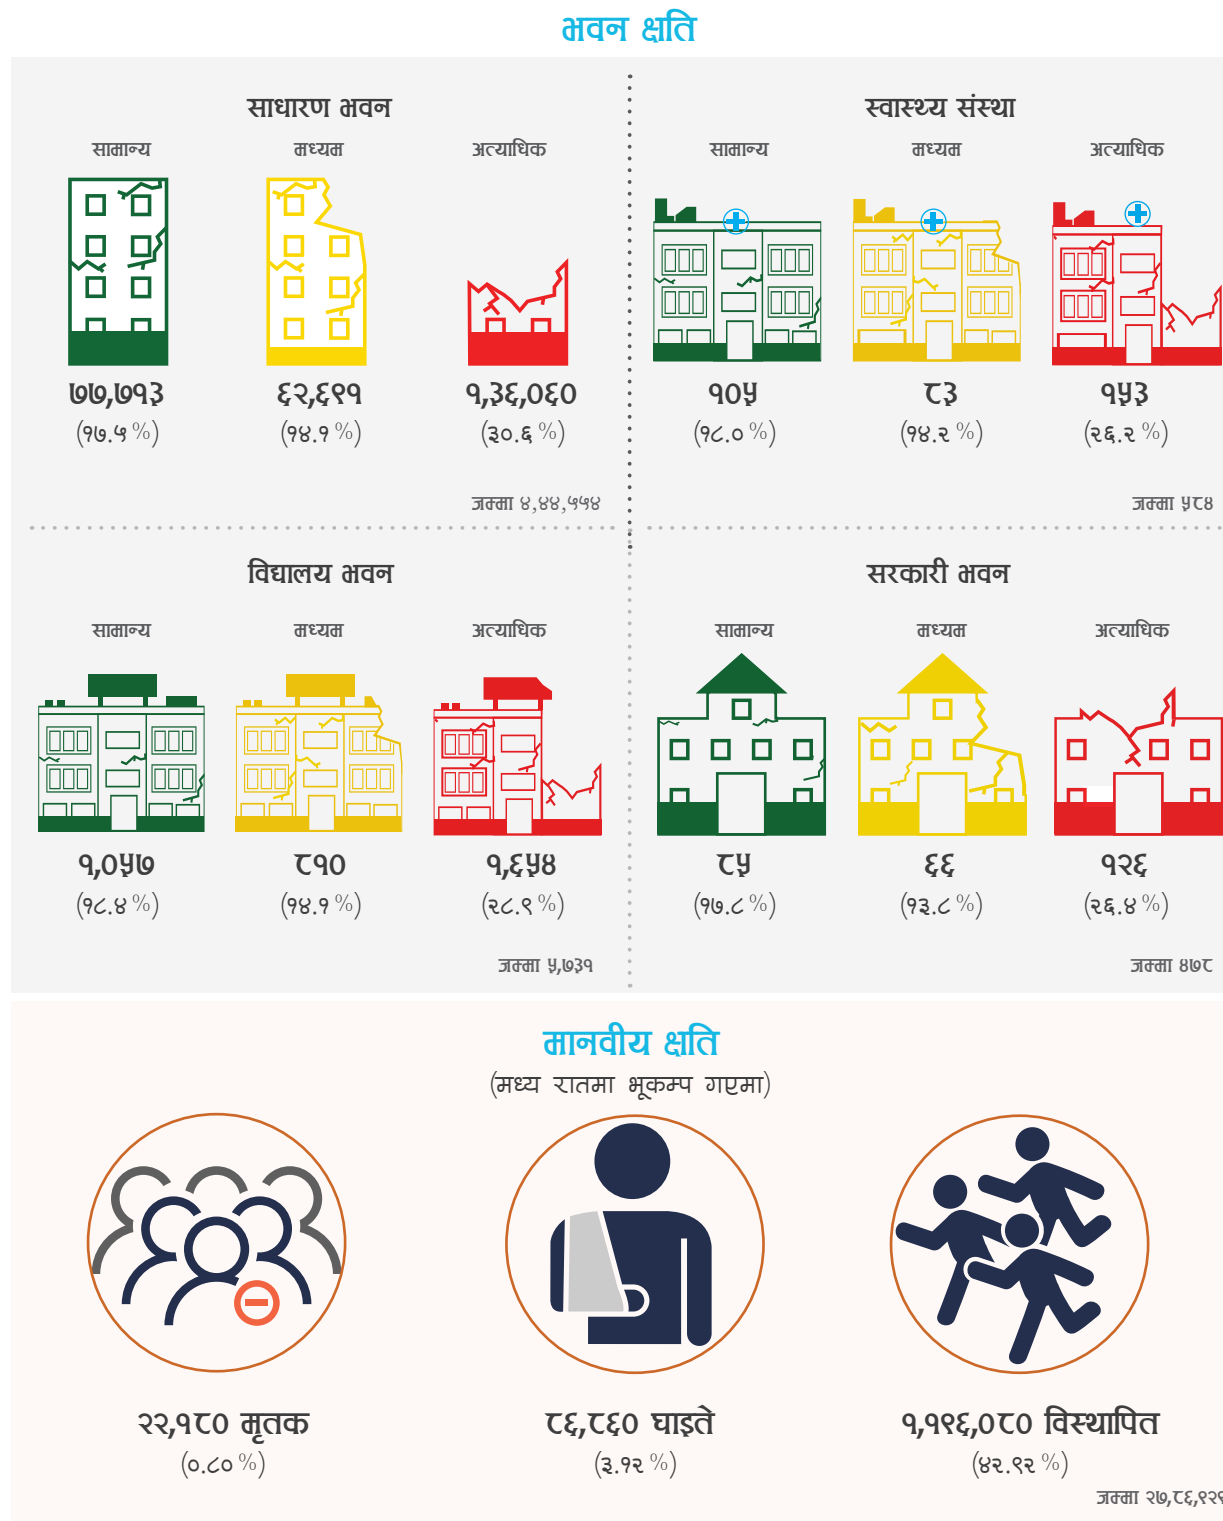 भवन क्षति
साधारण भवन
सामान्य मध्यम अत्याधिक
७७,७१३ ६२,६९१ १,३६,०६०
(१७.५ %) (१४.१ %) (३०.६ %)
जम्मा ४,४४,५५४
स्वास्थ्य संस्था
सामान्य मध्यम अत्याधिक
१०५ ८३ १५३
(१८.० %) (१४.२ %) (२६.२ %)
जम्मा ५८४
विद्यालय भवन
सामान्य मध्यम अत्याधिक
१,०५७ ८१० १,६५४
(१८.४ %) (१४.१ %) (२८.९ %)
जम्मा ५,७३१
सरकारी भवन
सामान्य मध्यम अत्याधिक
८५ ६६ १२६
(१७.८ %) (१३.८ %) (२६.४ %)
जम्मा ४७८
मानवीय क्षति
(मध्य रातमा भूकम्प गएमा)
२२,१८० मृतक ८६,८६० घाइते १,१९६,०८० विस्थापित
(०.८० %) (३.१२ %) (४२.९२ %)
जम्मा २७,८६,९२९